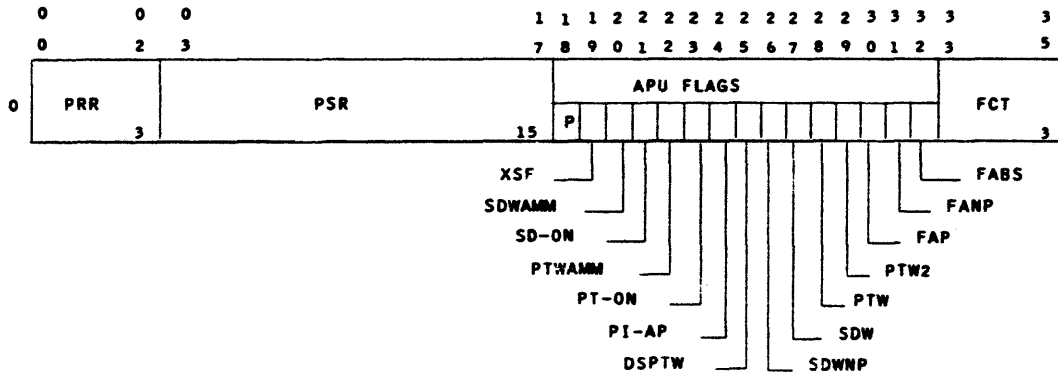 0 0 0 1 1 1 2 2 2 2 2 2 2 2 2 2 3 3 3 3 3
0 2 3 7 8 9 0 1 2 3 4 5 6 7 8 9 0 1 2 3 5
APU FLAGS
0 PRR PSR FCT
3 15 P 3
XSF FABS
SDWAMM FANP
SD-ON FAP
PTWAMM PTW2
PT-ON PTW
PI-AP SDW
DSPTW SDWNP